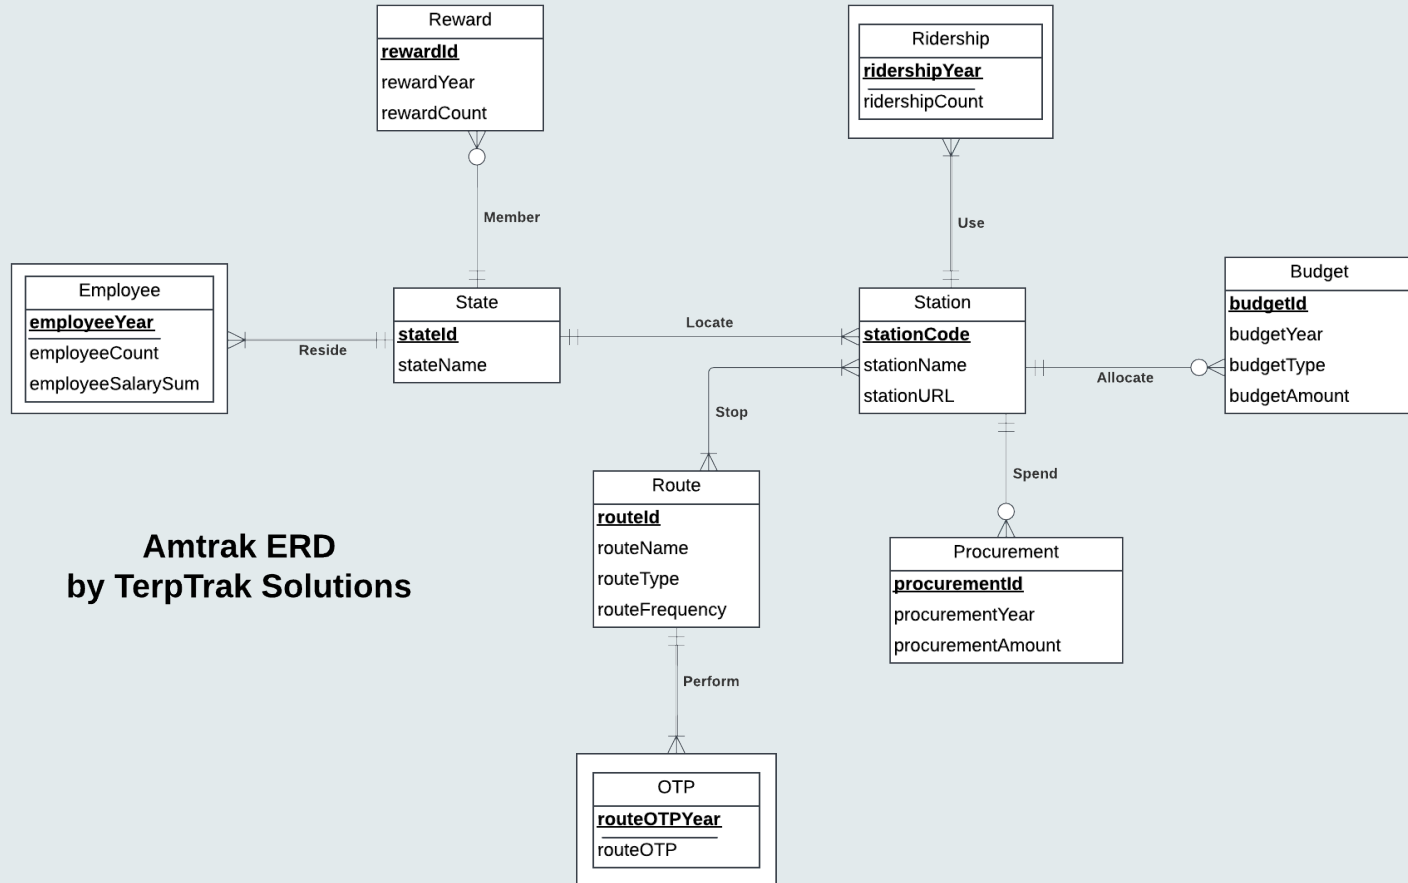 Reward
rewardId
rewardYear
rewardCount
Ridership
ridershipYear
ridershipCount
Member
Use
Employee
employeeYear
employeeCount
employeeSalarySum
Reside
State
stateId
stateName
Locate
Station
stationCode
stationName
stationURL
Allocate
Budget
budgetId
budgetYear
budgetType
budgetAmount
Stop
Spend
Route
routeId
routeName
routeType
routeFrequency
Amtrak ERD
by TerpTrak Solutions
Procurement
procurementId
procurementYear
procurementAmount
Perform
OTP
routeOTPYear
routeOTP